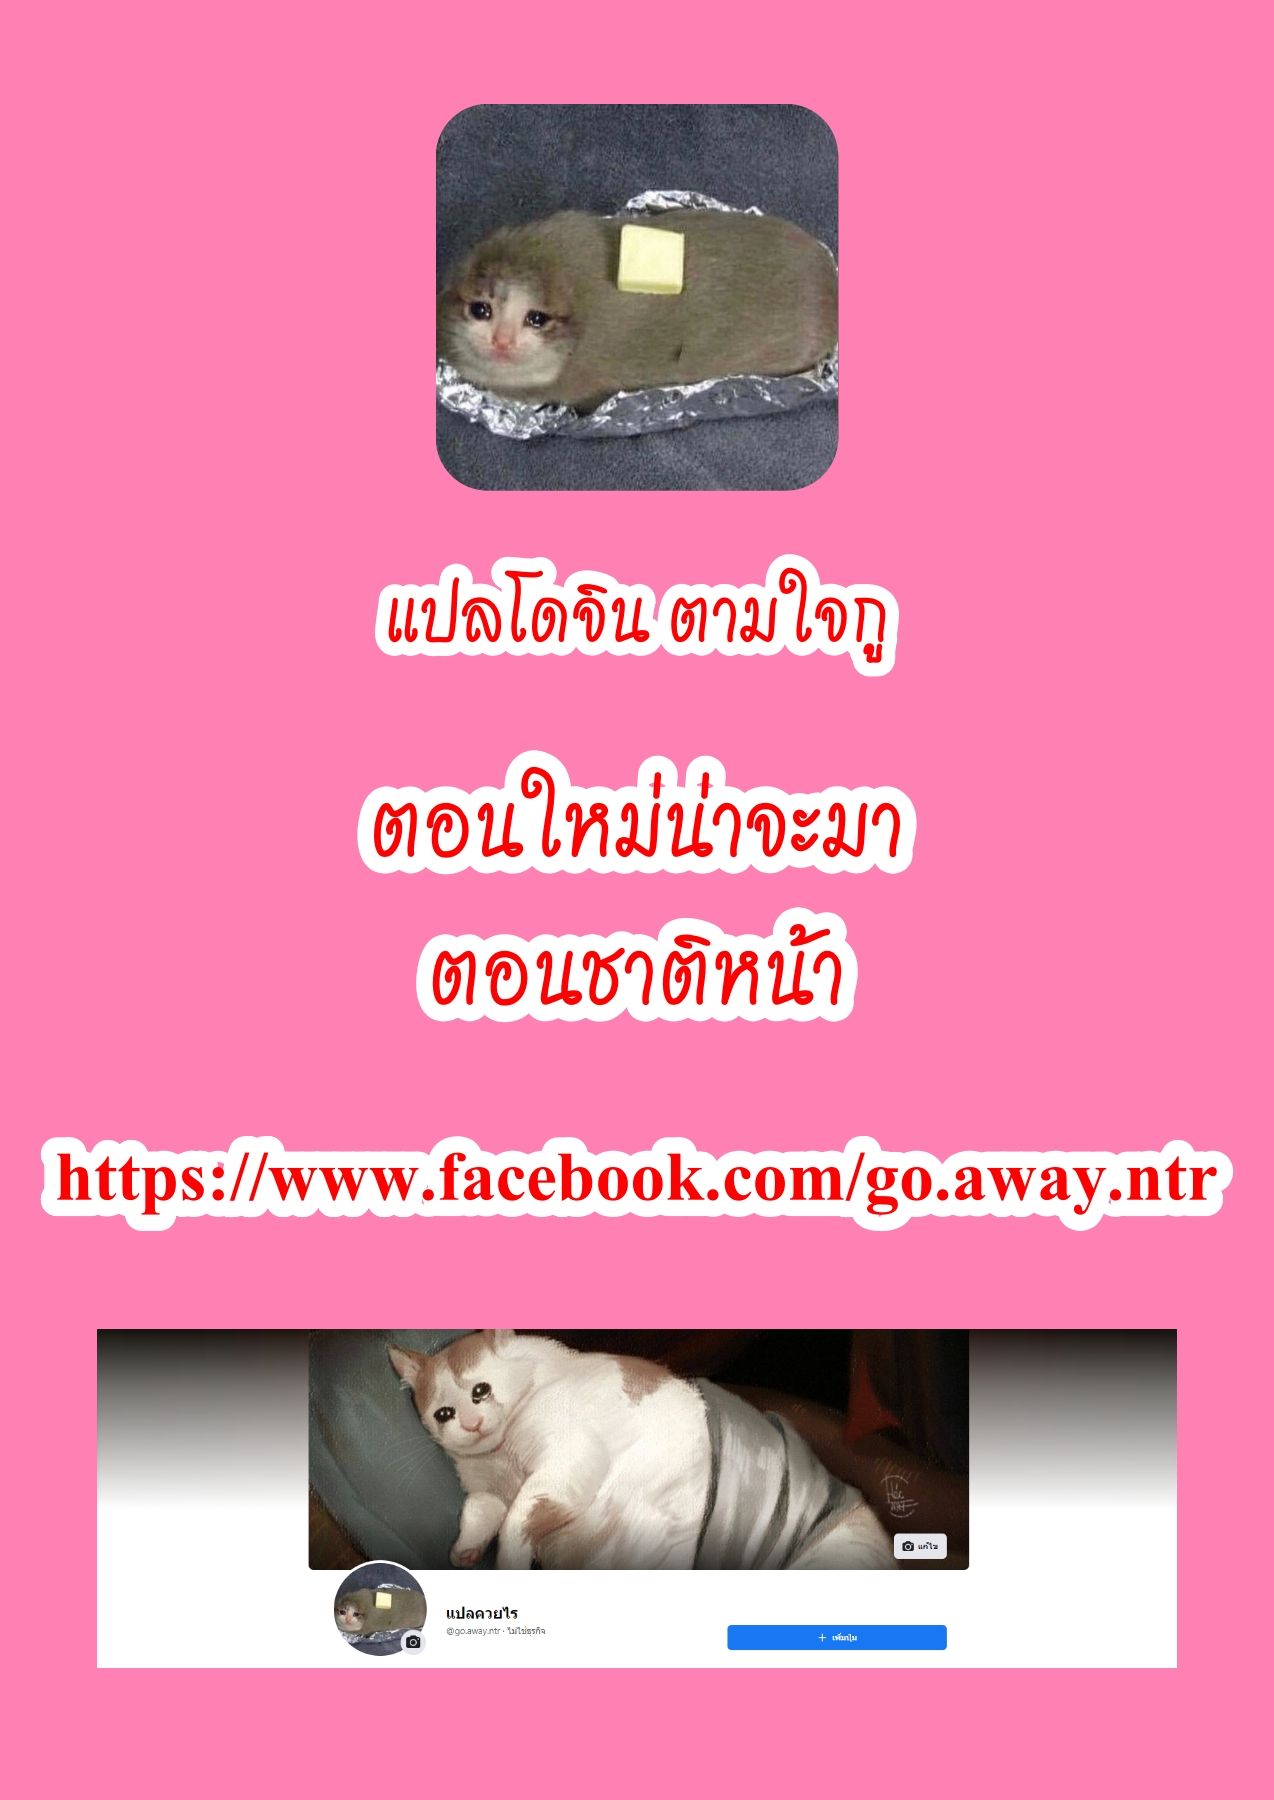 แปลโดจิน ตามใจกู
ตอนใหม่น่าจะมา
ตอนชาติหน้า
https://www.facebook.com/go.away.ntr
แก้ไข
แปลควยไร
@go.away.ntr · ไม่ใช่ธุรกิจ
+ เพิ่มปุ่ม